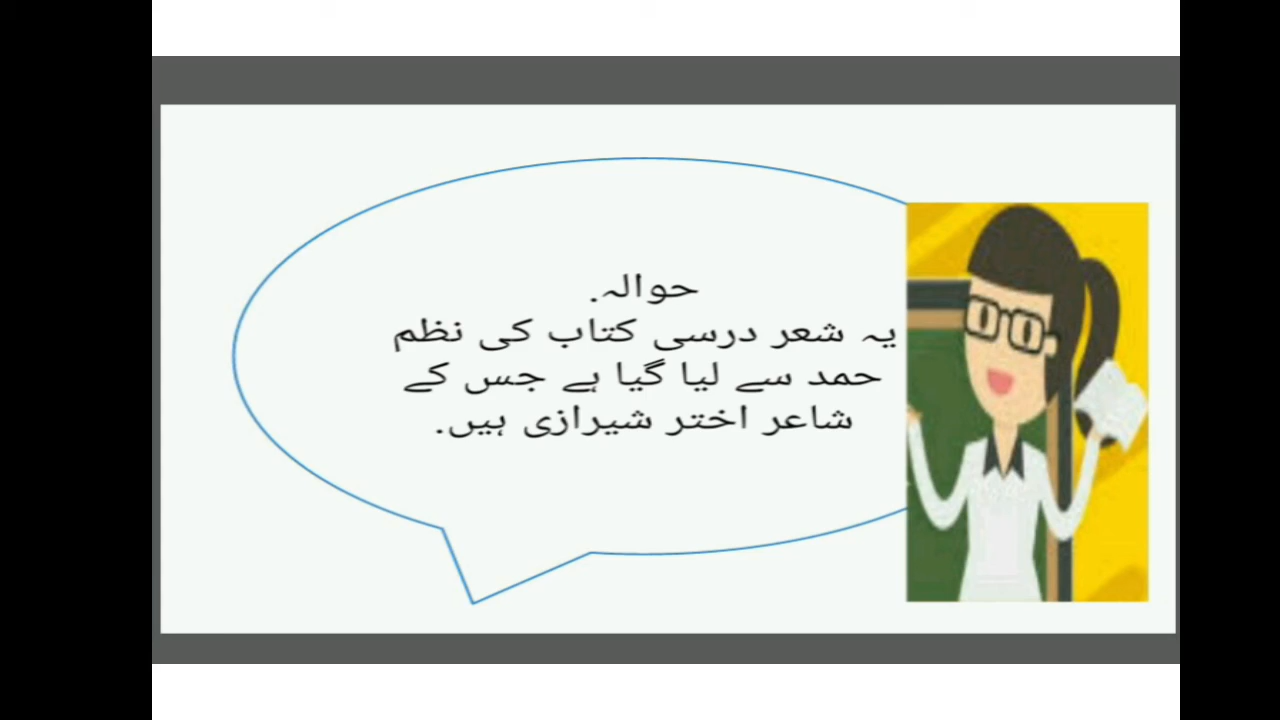 حوالہ.
یہ شعر درسی کتاب کی نظم
حمد سے لیا گیا ہے جس کے
شاعر اختر شیرازی ہیں.